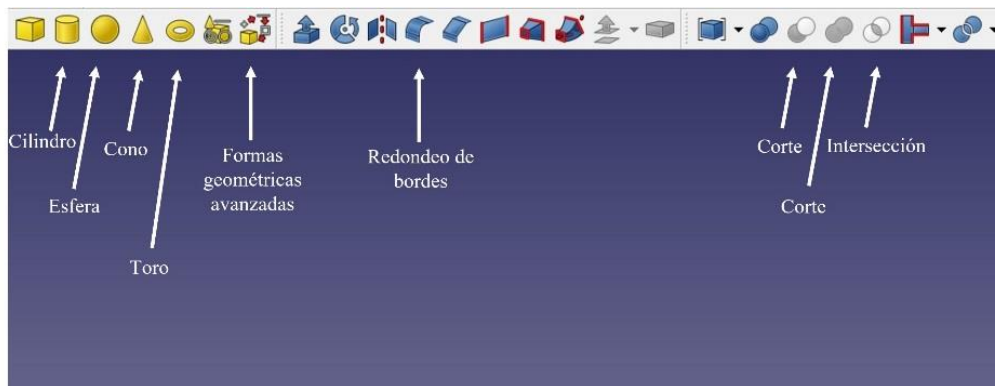 Cilindro
Esfera
Cono
Toro
Formas
geométricas
avanzadas
Redondeo de
bordes
Corte
Corte
Intersección